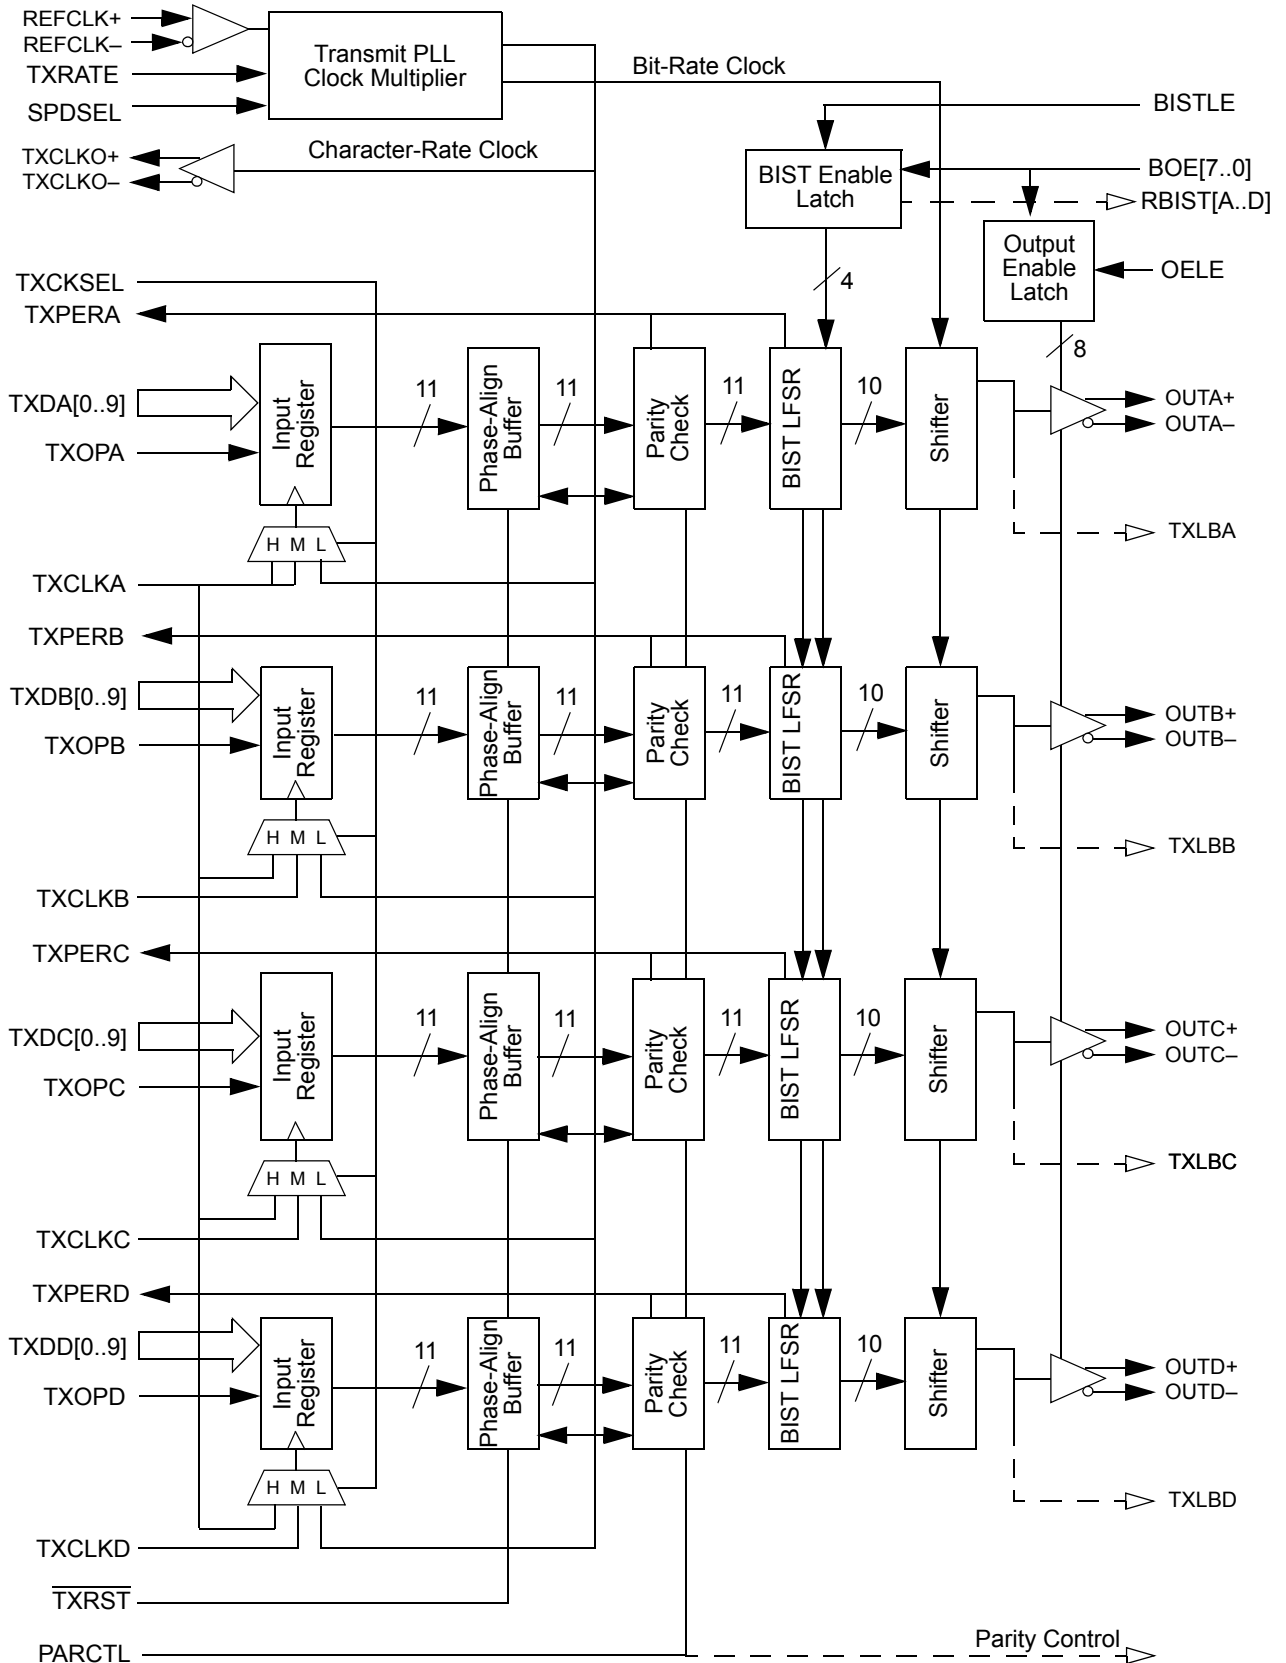 REFCLK+
REFCLK–
TXRATE
SPDSEL
Transmit PLL
Clock Multiplier
Bit-Rate Clock
BISTLE
TXCLKO+
TXCLKO–
Character-Rate Clock
BIST Enable
Latch
BOE[7..0]
RBIST[A..D]
Output
Enable
Latch
OELE
4
8
TXCKSEL
TXPERA
TXDA[0..9]
TXOPA
Input
Register
11
Phase-Align
Buffer
11
Parity
Check
11
BIST LFSR
10
Shifter
OUTA+
OUTA–
TXLBA
H M L
TXCLKA
TXPERB
TXDB[0..9]
TXOPB
Input
Register
11
Phase-Align
Buffer
11
Parity
Check
11
BIST LFSR
10
Shifter
OUTB+
OUTB–
TXLBB
H M L
TXCLKB
TXPERC
TXDC[0..9]
TXOPC
Input
Register
11
Phase-Align
Buffer
11
Parity
Check
11
BIST LFSR
10
Shifter
OUTC+
OUTC–
TXLBC
H M L
TXCLKC
TXPERD
TXDD[0..9]
TXOPD
Input
Register
11
Phase-Align
Buffer
11
Parity
Check
11
BIST LFSR
10
Shifter
OUTD+
OUTD–
TXLBD
H M L
TXCLKD
TXRST
PARCTL
Parity Control